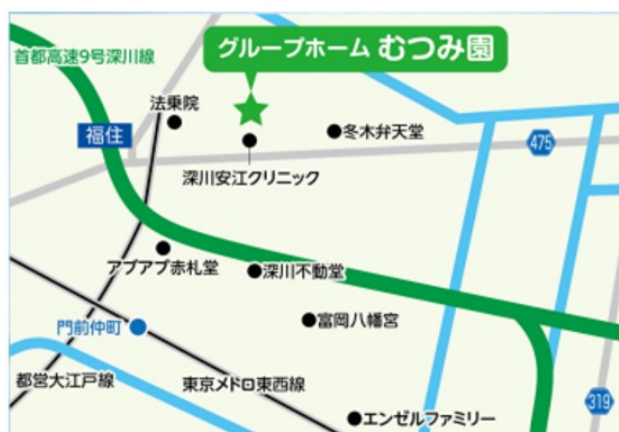 首都高速9号深川線
グループホーム むつみ園
法乗院
福住
冬木弁天堂
475
深川安江クリニック
アブアブ赤札堂
深川不動堂
門前仲町
富岡八幡宮
都営大江戸線
東京メトロ東西線
319
エンゼルファミリー